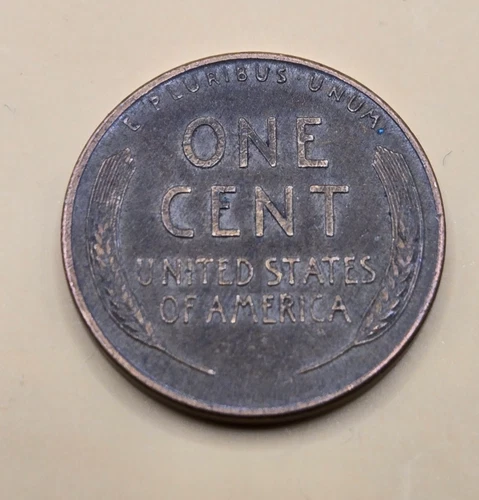 E PLURIBUS UNUM
ONE
CENT
UNITED STATES
OF AMERICA